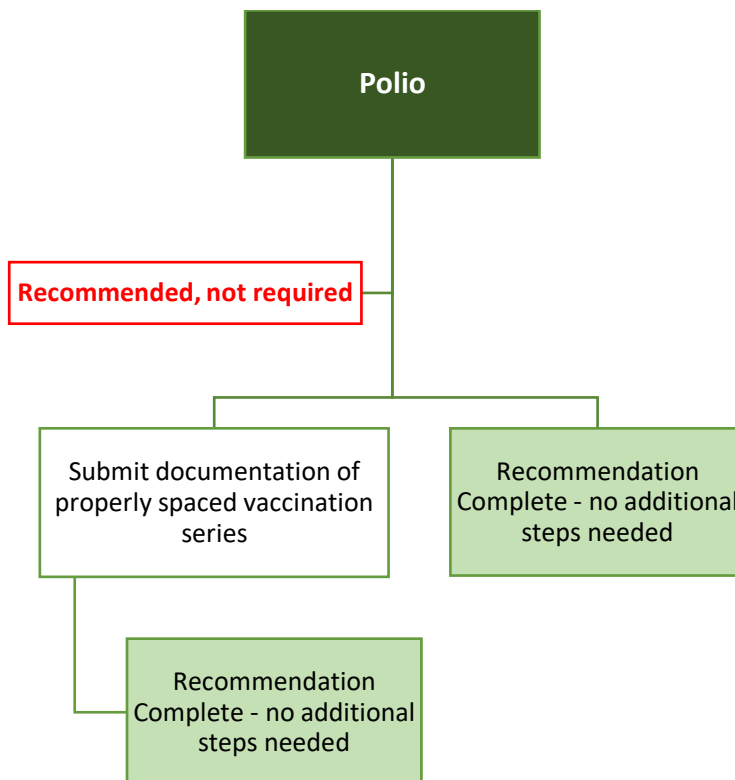 Polio
Recommended, not required
Submit documentation of
properly spaced vaccination
series
Recommendation
Complete - no additional
steps needed
Recommendation
Complete - no additional
steps needed